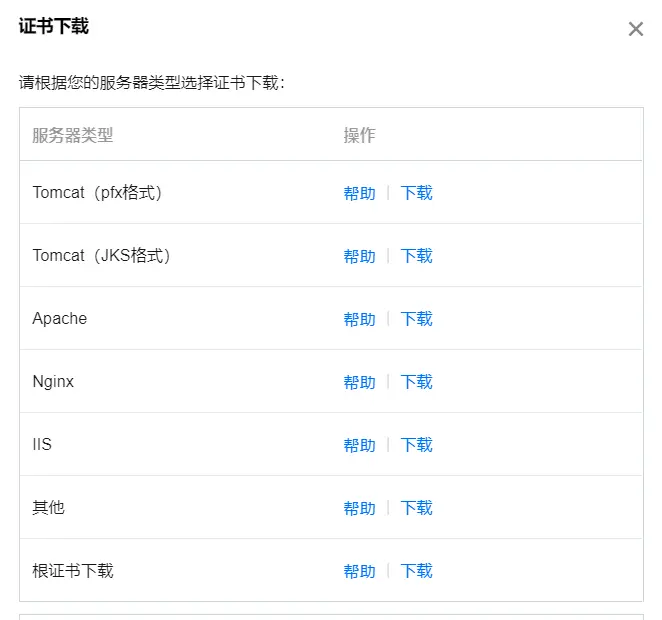 证书下载
请根据您的服务器类型选择证书下载：
服务器类型 操作
Tomcat（pfx格式） 帮助 | 下载
Tomcat（JKS格式） 帮助 | 下载
Apache 帮助 | 下载
Nginx 帮助 | 下载
IIS 帮助 | 下载
其他 帮助 | 下载
根证书下载 帮助 | 下载